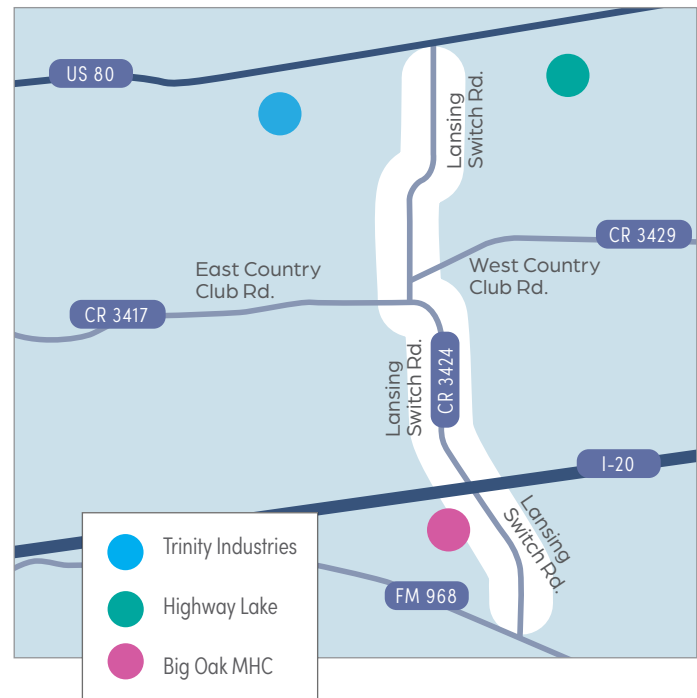 US 80
Lansing
Switch Rd.
CR 3429
East Country
Club Rd.
West Country
Club Rd.
CR 3417
Lansing
Switch Rd.
CR 3424
I-20
Lansing
Switch Rd.
Trinity Industries
Highway Lake
Big Oak MHC
FM 968